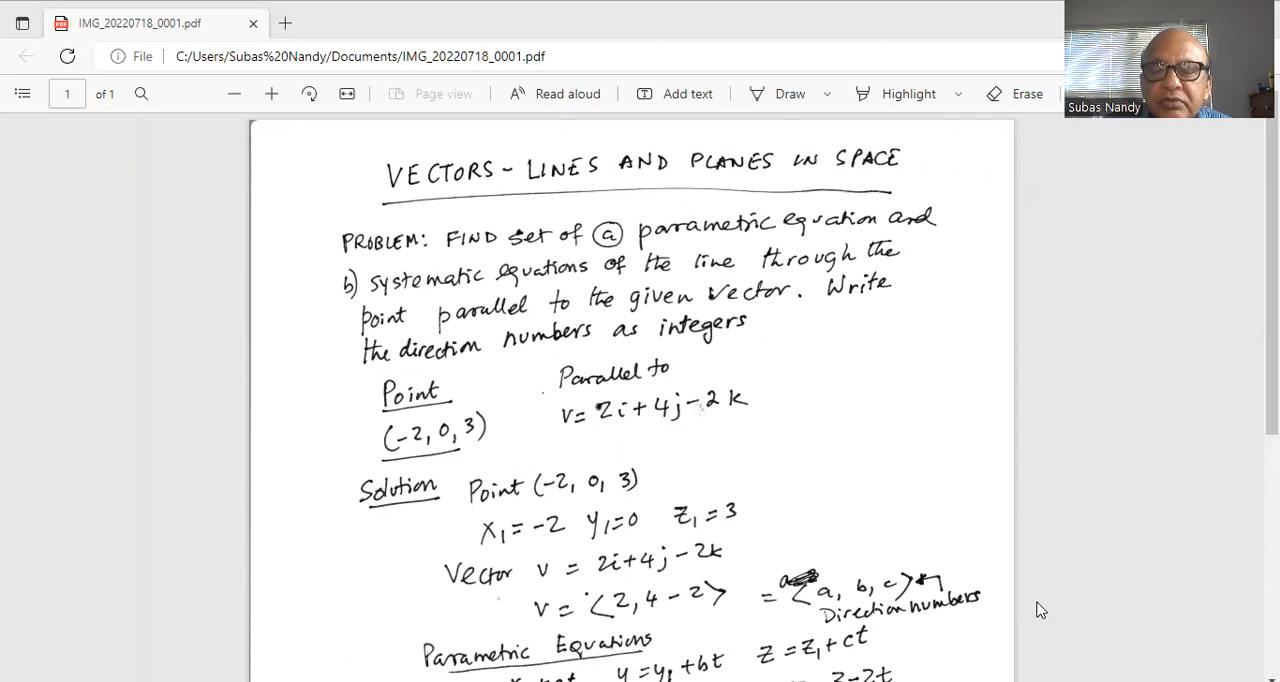 IMG_20220718_0001.pdf
File C:/Users/Subas%20Nandy/Documents/IMG_20220718_0001.pdf
1 of 1 Page view Read aloud Add text Draw Highlight Erase
Subas Nandy
VECTORS - LINES AND PLANES IN SPACE
PROBLEM: FIND set of (a) parametric equation and
b) systematic equations of the line through the
point parallel to the given vector. Write
the direction numbers as integers
Point Parallel to
(-2, 0, 3) v = 2i + 4j - 2k
Solution Point (-2, 0, 3)
x₁ = -2 y₁ = 0 z₁ = 3
Vector v = 2i + 4j - 2k
v = <2, 4 - 2> = <a, b, c>
Direction numbers
Parametric Equations
y = y₁ + bt z = z₁ + ct
3 - 2t